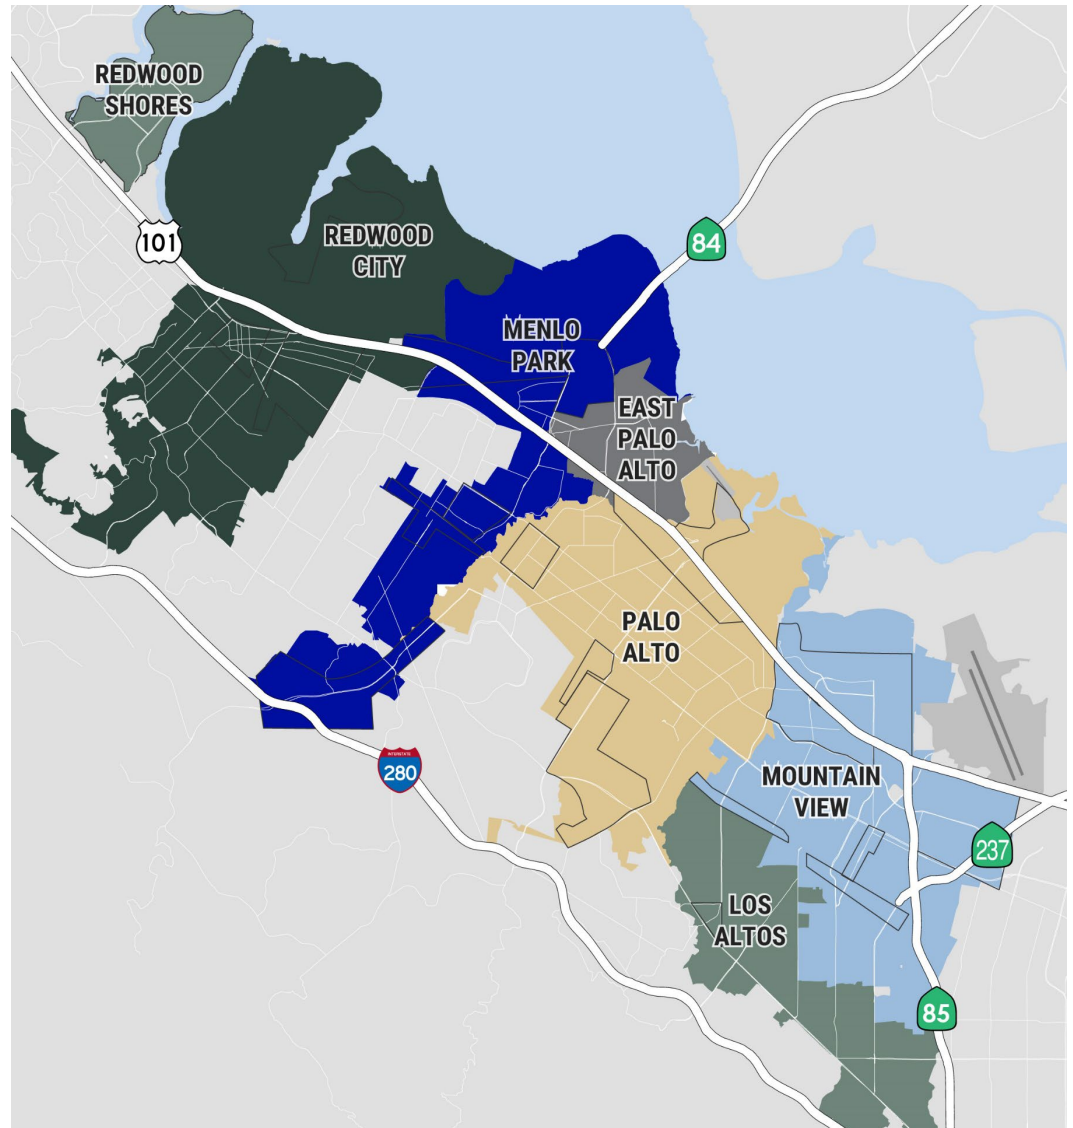 REDWOOD
SHORES
101
REDWOOD
CITY
84
MENLO
PARK
EAST
PALO
ALTO
PALO
ALTO
INTERSTATE
280
MOUNTAIN
VIEW
237
LOS
ALTOS
85